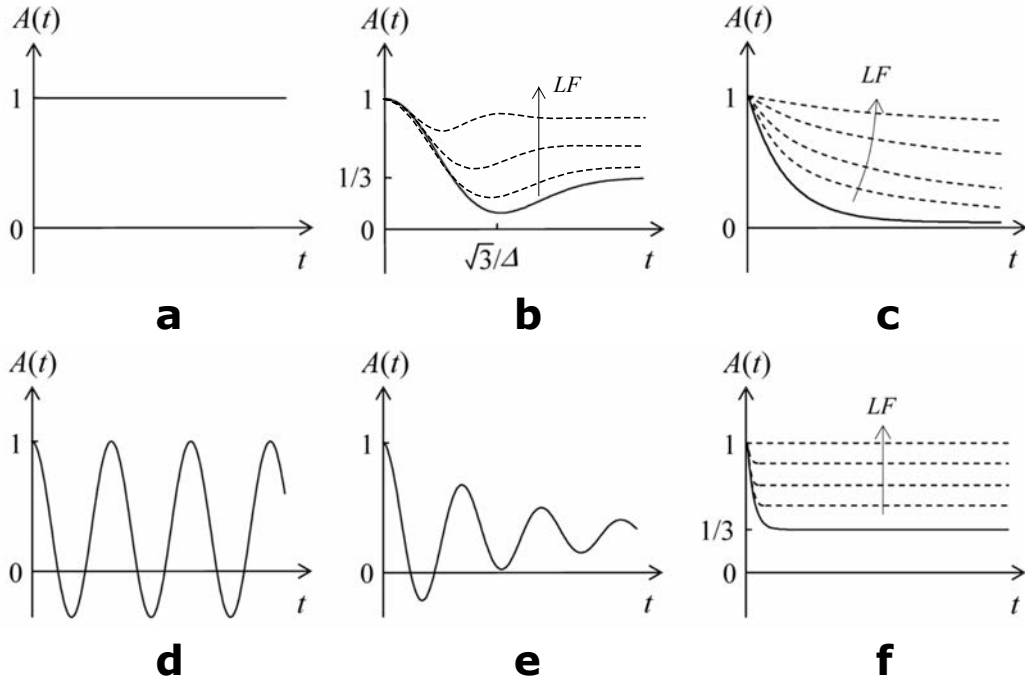 A(t) A(t) A(t)
LF LF
1 1 1
1/3
0 0 0
√3/Δ
t t t
a b c
A(t) A(t) A(t)
LF
1 1 1
1/3
0 0 0
t t t
d e f